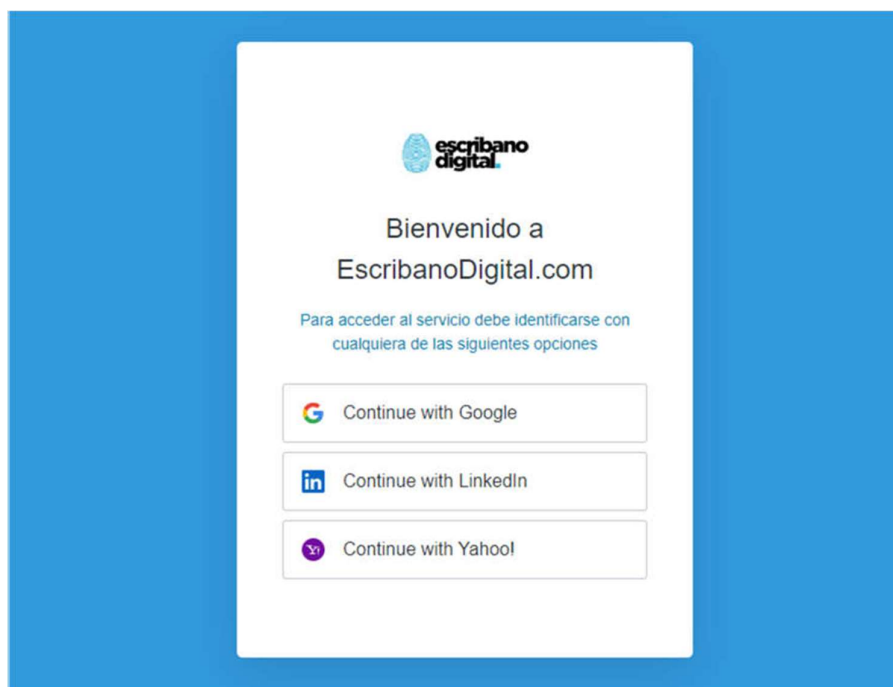 escribano
digital.
Bienvenido a
EscribanoDigital.com
Para acceder al servicio debe identificarse con
cualquiera de las siguientes opciones
Continue with Google
Continue with LinkedIn
Continue with Yahoo!